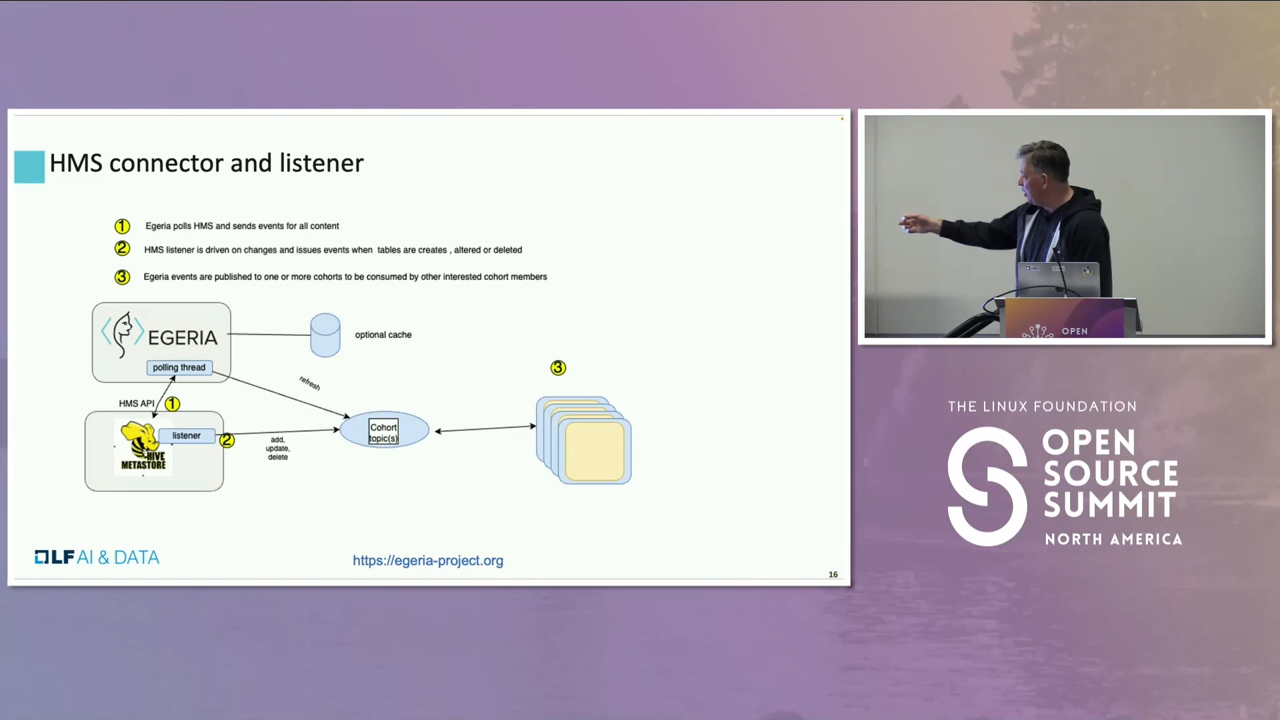 HMS connector and listener
1 Egeria polls HMS and sends events for all content
2 HMS listener is driven on changes and issues events when tables are creates , altered or deleted
3 Egeria events are published to one or more cohorts to be consumed by other interested cohort members
EGERIA
optional cache
polling thread
3
refresh
HMS API 1
Cohort
topic(s)
listener
2
add,
update,
delete
HIVE
METASTORE
LF AI & DATA
https://egeria-project.org
16
OPEN
THE LINUX FOUNDATION
OPEN
SOURCE
SUMMIT
NORTH AMERICA